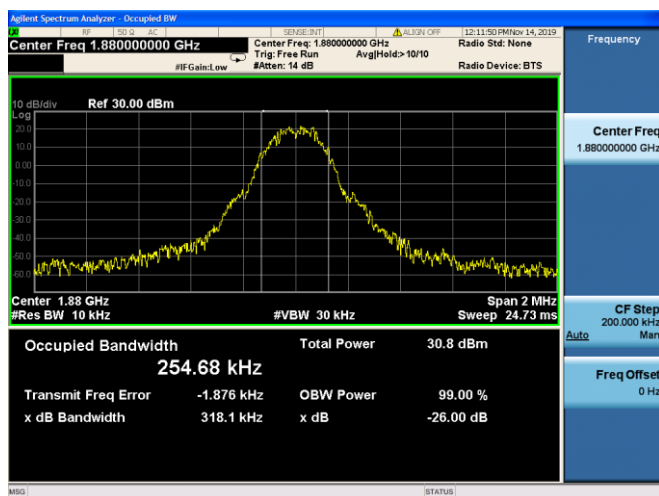 Agilent Spectrum Analyzer - Occupied BW
LXI RF 50 Ω AC SENSE:INT ALIGN OFF 12:11:50 PM Nov 14, 2019
Center Freq 1.880000000 GHz Center Freq: 1.880000000 GHz Radio Std: None Frequency
Trig: Free Run Avg|Hold:>10/10
#IFGain:Low #Atten: 14 dB Radio Device: BTS
10 dB/div Ref 30.00 dBm
Log
20.0
10.0
0.00
-10.0
-20.0
-30.0
-40.0
-50.0
-60.0
Center Freq
1.880000000 GHz
Center 1.88 GHz Span 2 MHz
#Res BW 10 kHz #VBW 30 kHz Sweep 24.73 ms
CF Step
200.000 kHz
Auto Man
Occupied Bandwidth Total Power 30.8 dBm
254.68 kHz
Transmit Freq Error -1.876 kHz OBW Power 99.00 %
x dB Bandwidth 318.1 kHz x dB -26.00 dB
Freq Offset
0 Hz
MSG STATUS